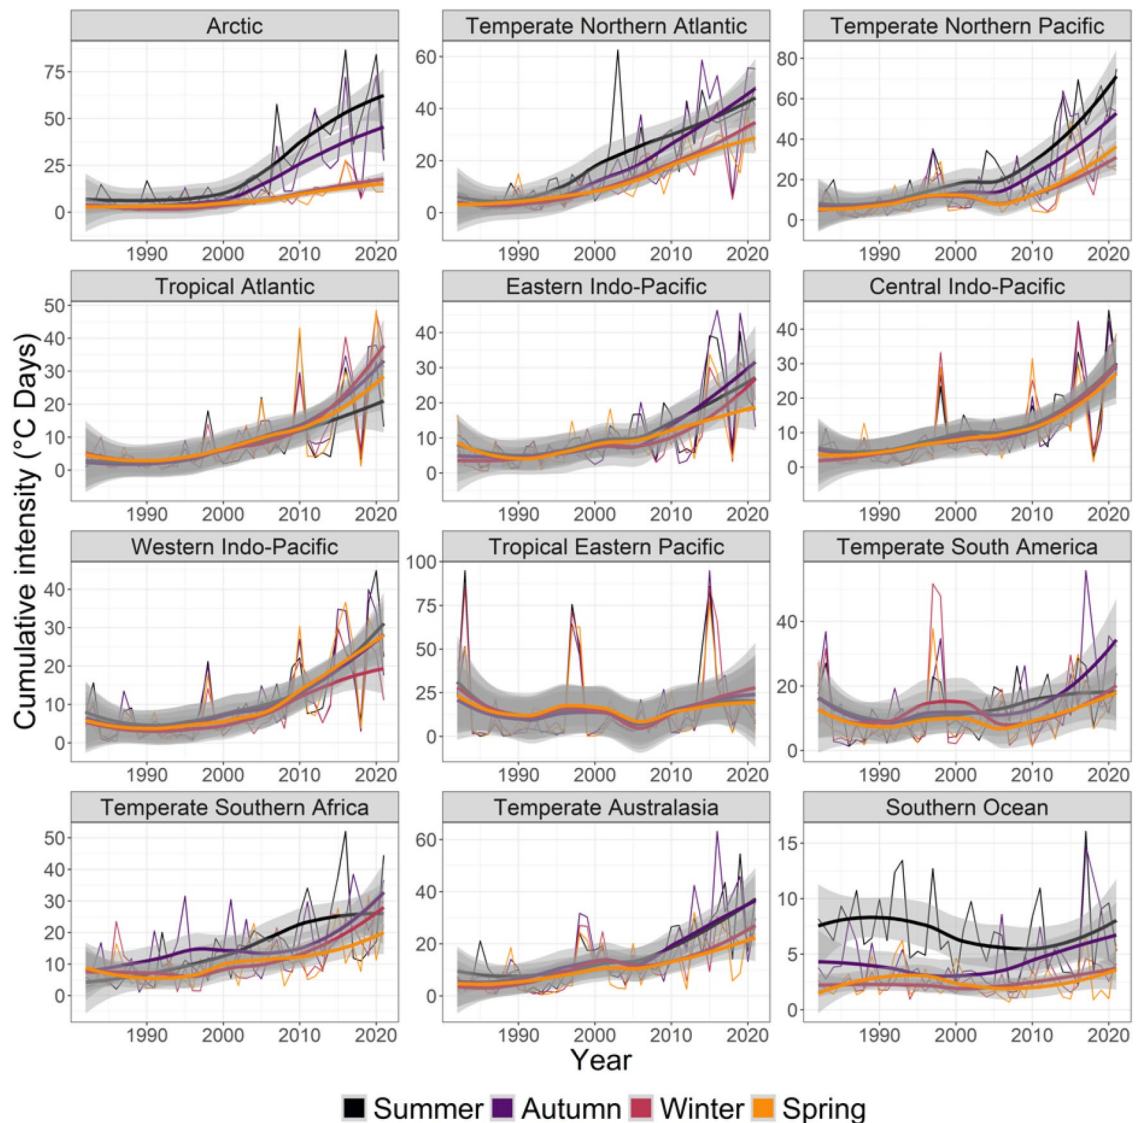 Arctic
Temperate Northern Atlantic
Temperate Northern Pacific
75
50
25
0
60
40
20
0
80
60
40
20
0
1990 2000 2010 2020
1990 2000 2010 2020
1990 2000 2010 2020
Tropical Atlantic
Eastern Indo-Pacific
Central Indo-Pacific
50
40
30
20
10
0
40
30
20
10
0
40
30
20
10
0
1990 2000 2010 2020
1990 2000 2010 2020
1990 2000 2010 2020
Cumulative intensity (°C Days)
Western Indo-Pacific
Tropical Eastern Pacific
Temperate South America
40
30
20
10
0
100
75
50
25
0
40
20
0
1990 2000 2010 2020
1990 2000 2010 2020
1990 2000 2010 2020
Temperate Southern Africa
Temperate Australasia
Southern Ocean
50
40
30
20
10
0
60
40
20
0
15
10
5
0
1990 2000 2010 2020
1990 2000 2010 2020
1990 2000 2010 2020
Year
Summer Autumn Winter Spring